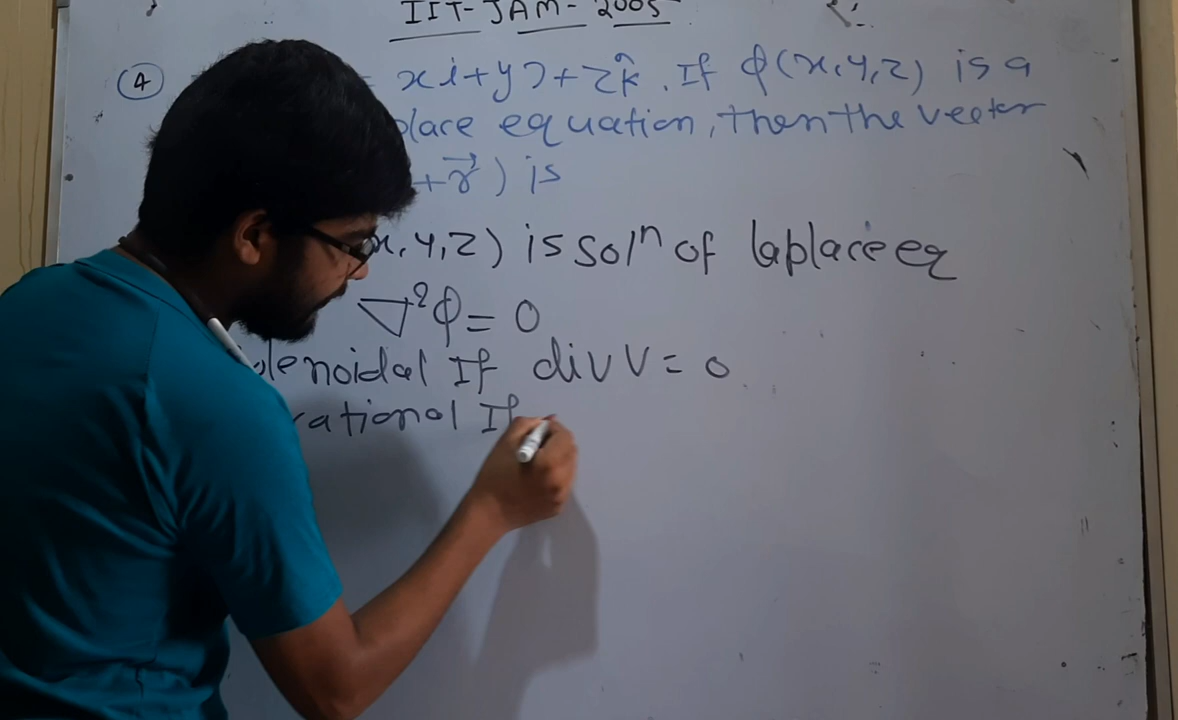 IIT-JAM-2005
4 xi+yj+zk̂. If φ(x,y,z) is a
place equation, then the vector
+r⃗) is
x,y,z) is solⁿ of laplace eq
∇²φ=0
olenoidal If div V=0
rational If